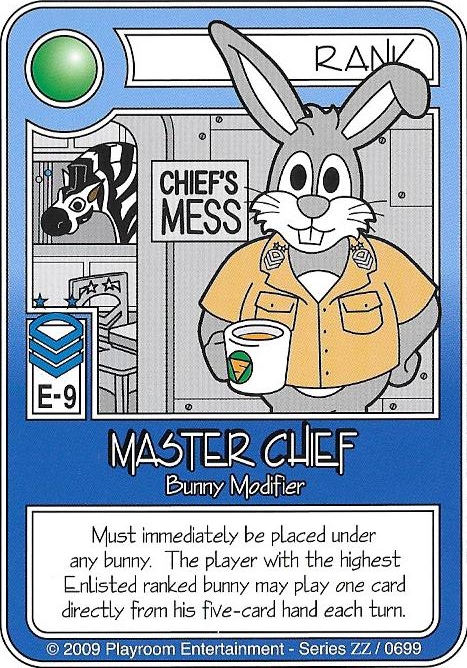 RANK
CHIEF'S
MESS
E-9
MASTER CHIEF
Bunny Modifier
Must immediately be placed under
any bunny. The player with the highest
Enlisted ranked bunny may play one card
directly from his five-card hand each turn.
© 2009 Playroom Entertainment - Series ZZ / 0699